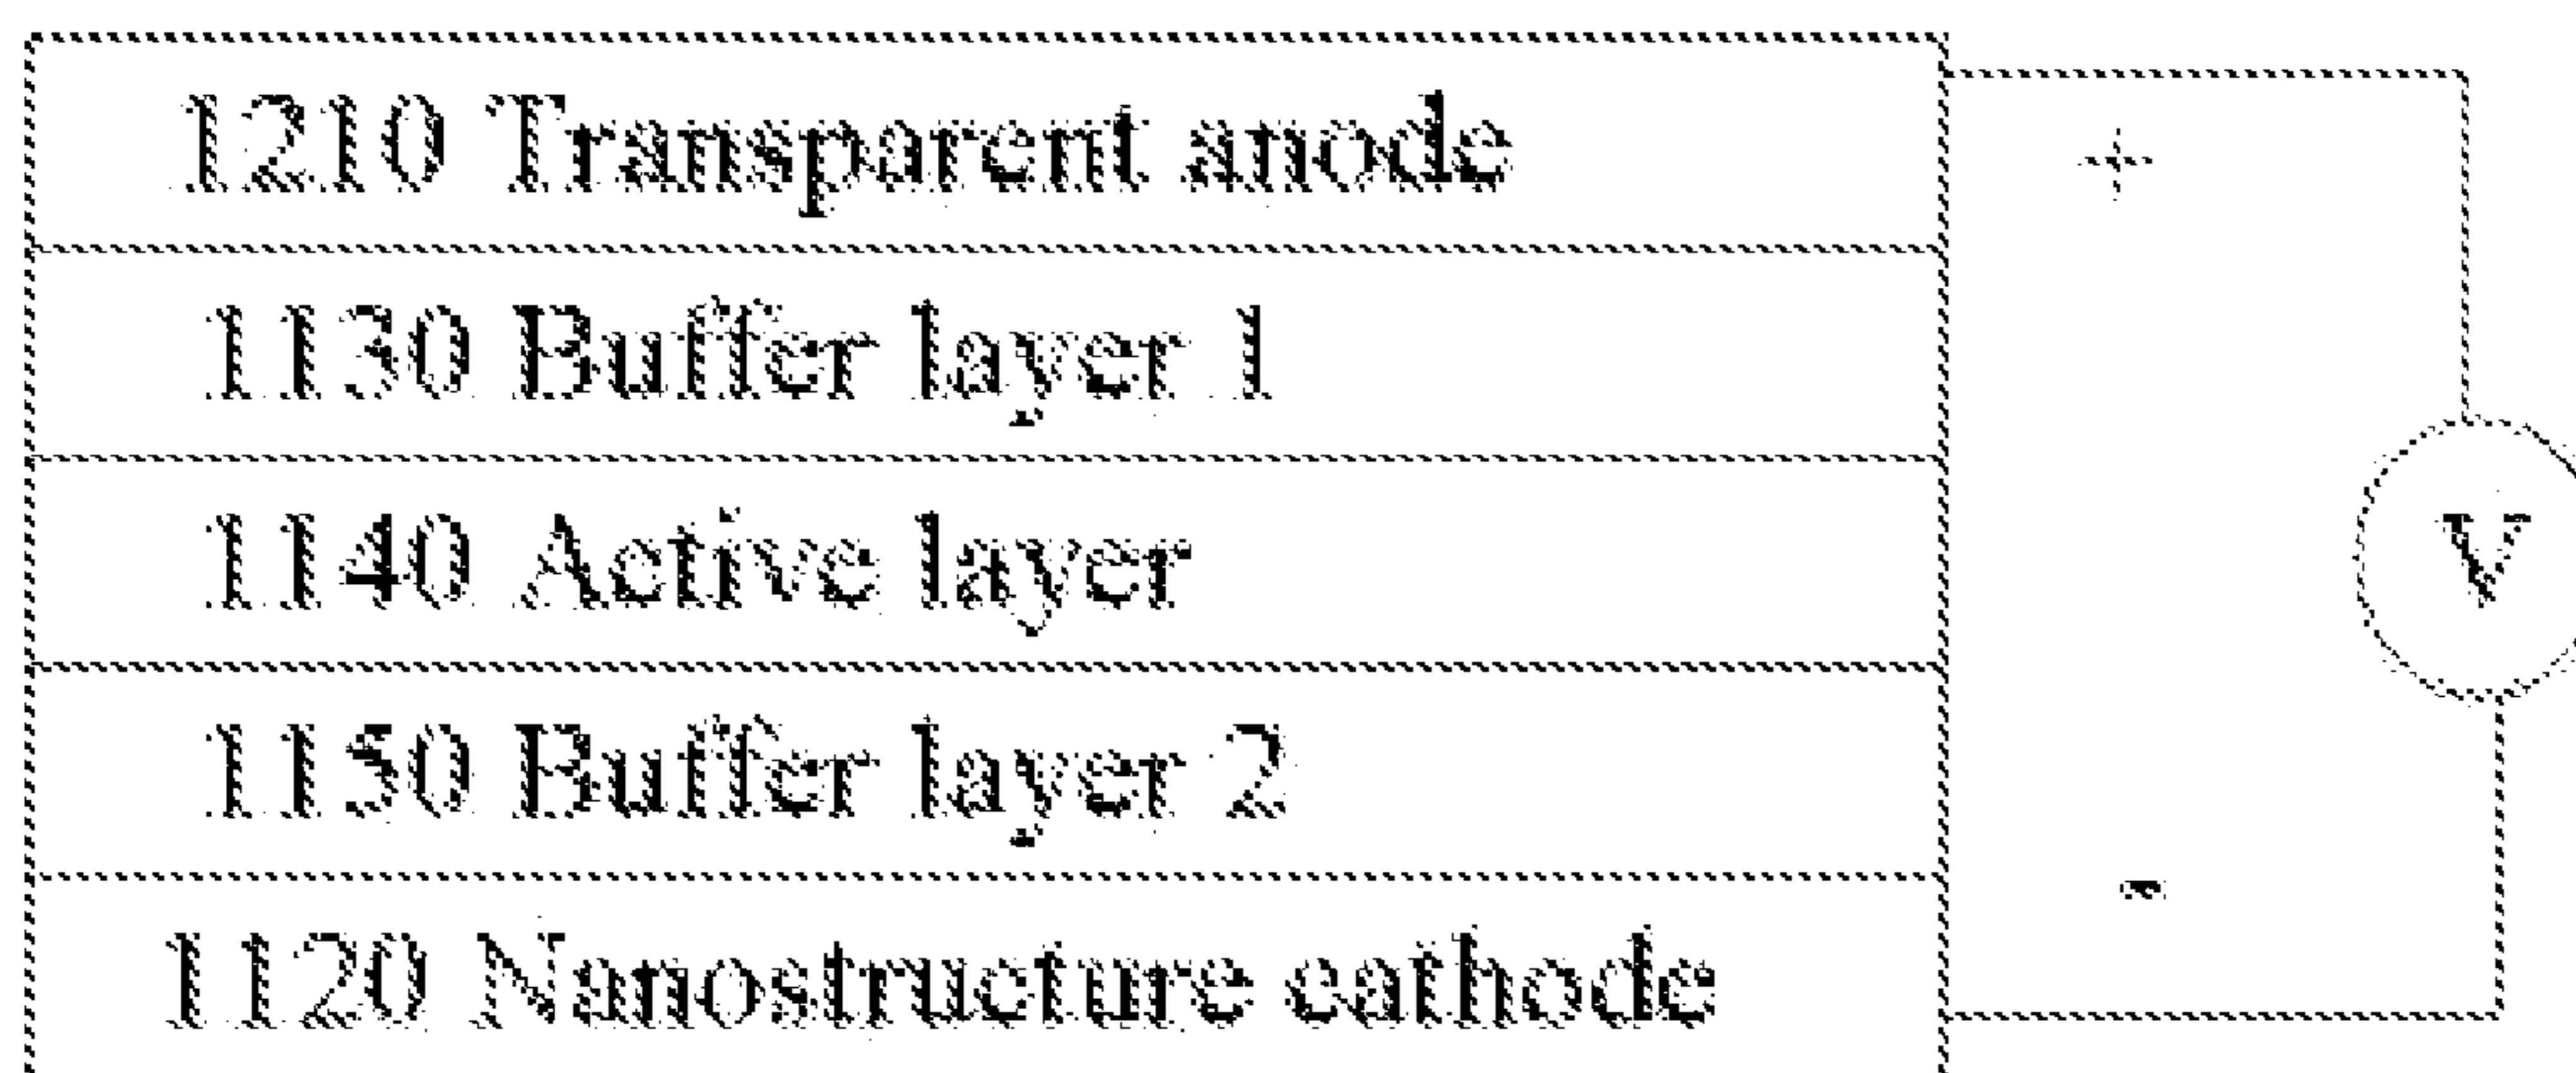 1210 Transparent anode
+
1130 Buffer layer 1
1140 Active layer
V
1150 Buffer layer 2
-
1120 Nanostructure cathode